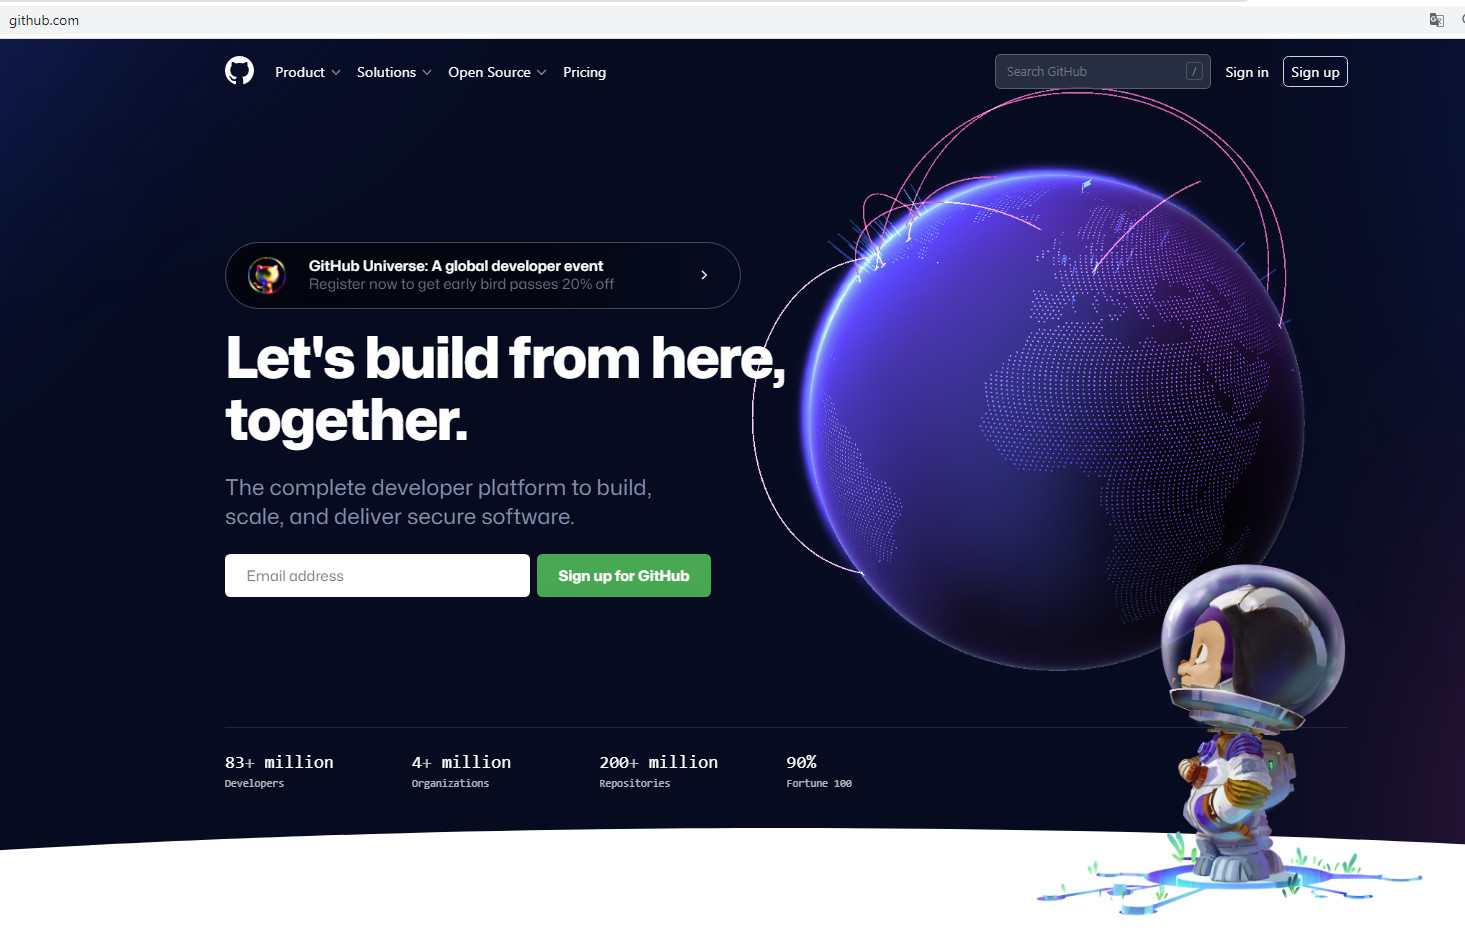 github.com
Product
Solutions
Open Source
Pricing
Search GitHub
/
Sign in
Sign up
GitHub Universe: A global developer event
Register now to get early bird passes 20% off
Let's build from here,
together.
The complete developer platform to build,
scale, and deliver secure software.
Email address
Sign up for GitHub
83+ million
Developers
4+ million
Organizations
200+ million
Repositories
90%
Fortune 100